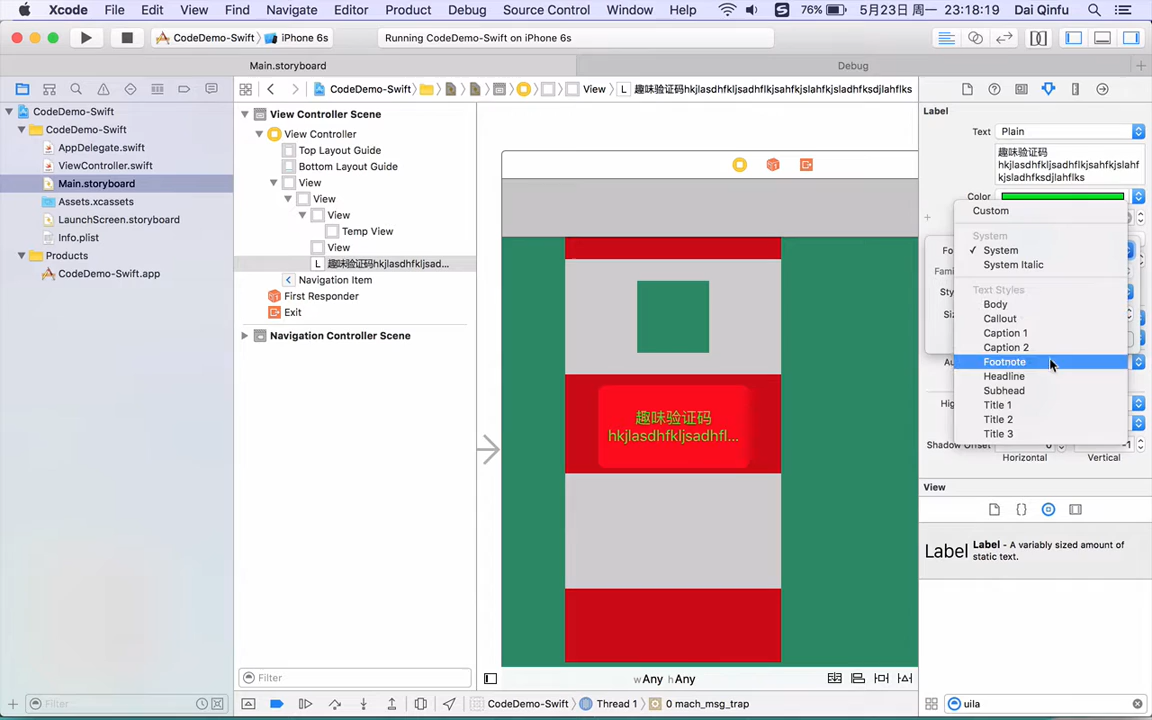 Xcode File Edit View Find Navigate Editor Product Debug Source Control Window Help 76% 5月23日 周一 23:18:19 Dai Qinfu
CodeDemo-Swift iPhone 6s Running CodeDemo-Swift on iPhone 6s
Main.storyboard Debug
CodeDemo-Swift View L 趣味验证码hkjlasdhfkljsadhflkjsahfkjslahfkjsladhfksdjlahflks
CodeDemo-Swift
CodeDemo-Swift
AppDelegate.swift
ViewController.swift
Main.storyboard
Assets.xcassets
LaunchScreen.storyboard
Info.plist
Products
CodeDemo-Swift.app
Filter
View Controller Scene
View Controller
Top Layout Guide
Bottom Layout Guide
View
View
View
Temp View
View
L 趣味验证码hkjlasdhfkljsad...
Navigation Item
First Responder
Exit
Navigation Controller Scene
Filter
趣味验证码
hkjlasdhfkljsadhfl...
wAny hAny
CodeDemo-Swift Thread 1 0 mach_msg_trap
Label
Text Plain
趣味验证码
hkjlasdhfkljsadhflkjsahfkjslahf
kjsladhfksdjlahflks
Color
Custom
System
✓ System
System Italic
Text Styles
Body
Callout
Caption 1
Caption 2
Footnote
Headline
Subhead
Title 1
Title 2
Title 3
Shadow Offset 0 -1
Horizontal Vertical
View
{}
Label Label - A variably sized amount of
static text.
uila